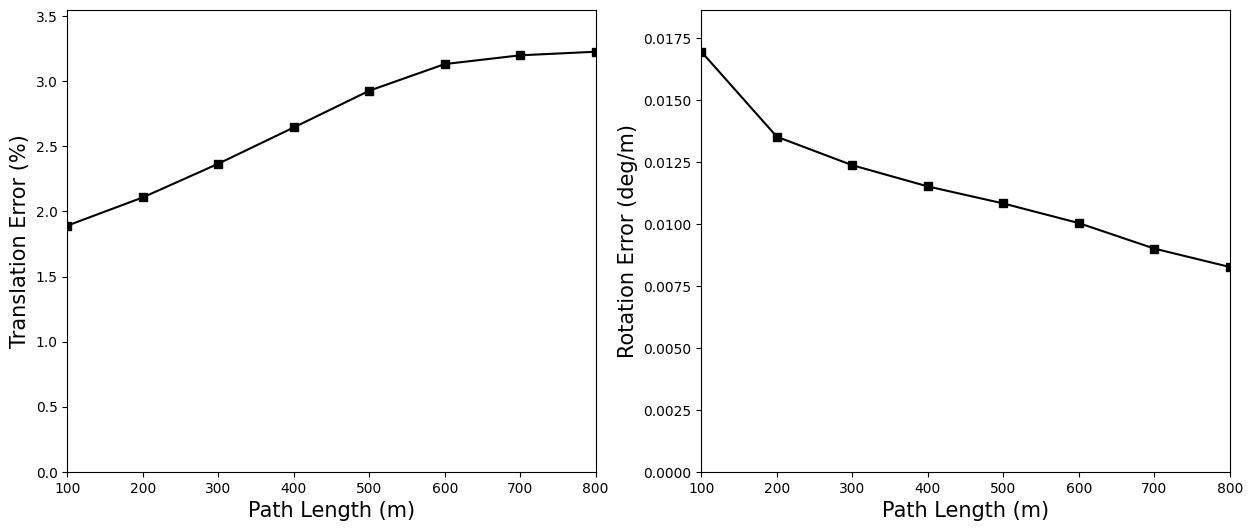 3.5
3.0
2.5
2.0
1.5
1.0
0.5
0.0
Translation Error (%)
100 200 300 400 500 600 700 800
Path Length (m)
0.0175
0.0150
0.0125
0.0100
0.0075
0.0050
0.0025
0.0000
Rotation Error (deg/m)
100 200 300 400 500 600 700 800
Path Length (m)